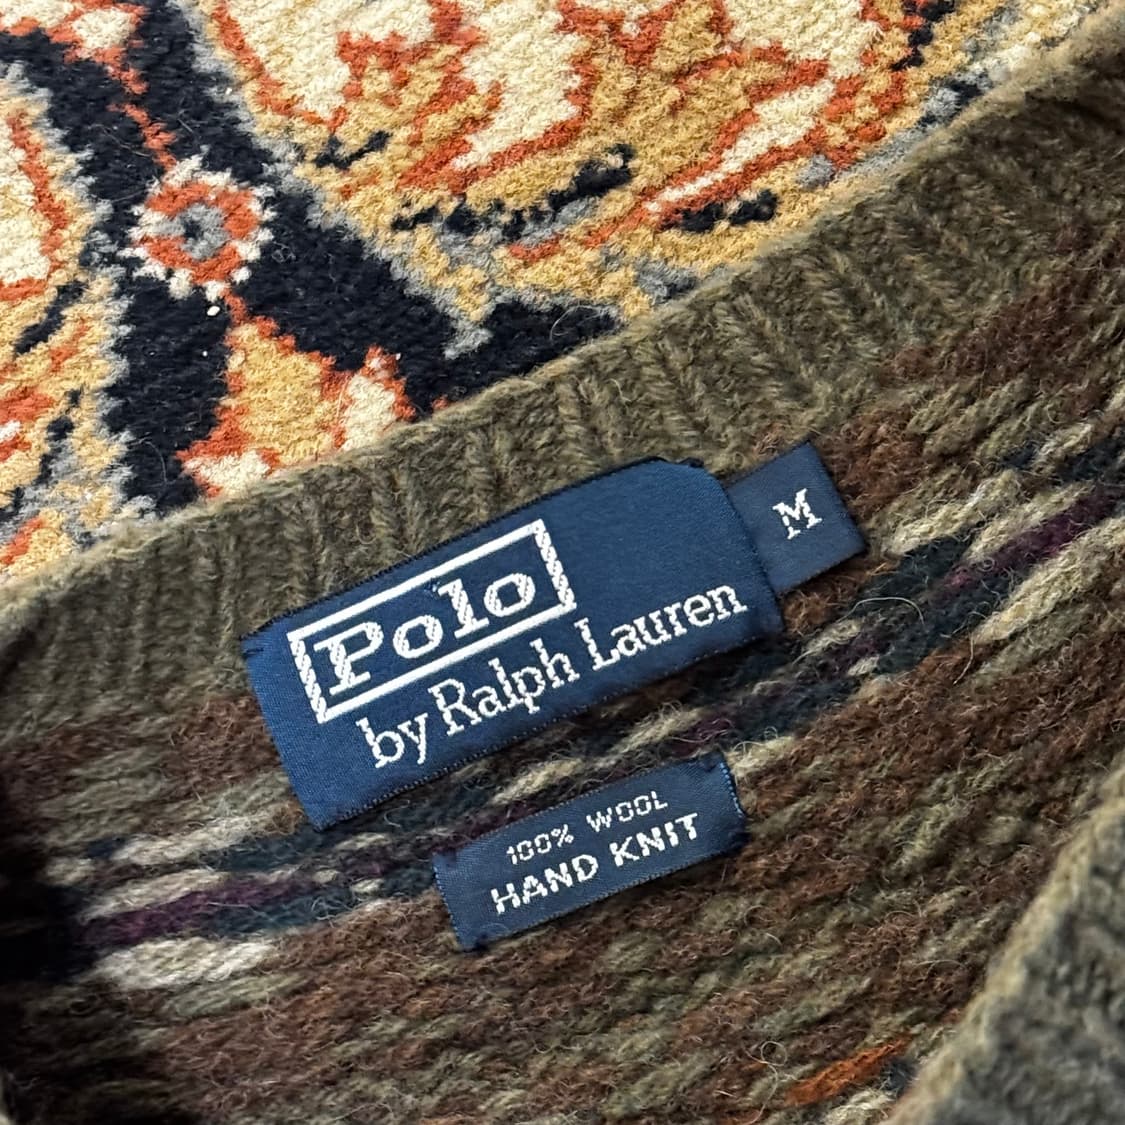 Polo
by Ralph Lauren
M
100% WOOL
HAND KNIT